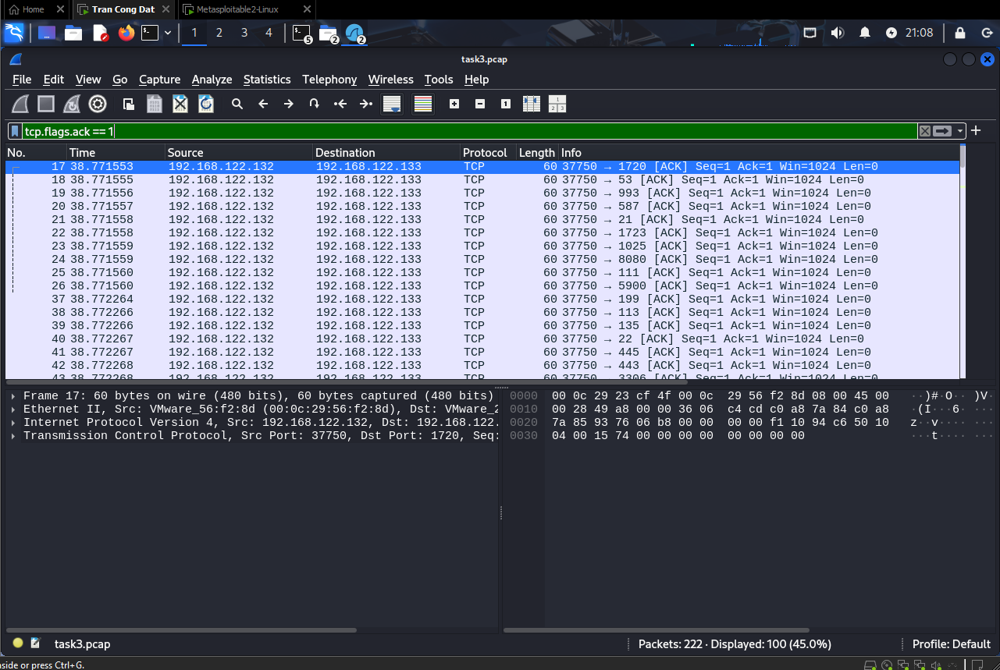 Home Tran Cong Dat Metasploitable2-Linux
1 2 3 4 5 2 2 21:08
task3.pcap
File Edit View Go Capture Analyze Statistics Telephony Wireless Tools Help
tcp.flags.ack == 1
No. Time Source Destination Protocol Length Info
17 38.771553 192.168.122.132 192.168.122.133 TCP 60 37750 → 1720 [ACK] Seq=1 Ack=1 Win=1024 Len=0
18 38.771555 192.168.122.132 192.168.122.133 TCP 60 37750 → 53 [ACK] Seq=1 Ack=1 Win=1024 Len=0
19 38.771556 192.168.122.132 192.168.122.133 TCP 60 37750 → 993 [ACK] Seq=1 Ack=1 Win=1024 Len=0
20 38.771557 192.168.122.132 192.168.122.133 TCP 60 37750 → 587 [ACK] Seq=1 Ack=1 Win=1024 Len=0
21 38.771558 192.168.122.132 192.168.122.133 TCP 60 37750 → 21 [ACK] Seq=1 Ack=1 Win=1024 Len=0
22 38.771558 192.168.122.132 192.168.122.133 TCP 60 37750 → 1723 [ACK] Seq=1 Ack=1 Win=1024 Len=0
23 38.771559 192.168.122.132 192.168.122.133 TCP 60 37750 → 1025 [ACK] Seq=1 Ack=1 Win=1024 Len=0
24 38.771559 192.168.122.132 192.168.122.133 TCP 60 37750 → 8080 [ACK] Seq=1 Ack=1 Win=1024 Len=0
25 38.771560 192.168.122.132 192.168.122.133 TCP 60 37750 → 111 [ACK] Seq=1 Ack=1 Win=1024 Len=0
26 38.771560 192.168.122.132 192.168.122.133 TCP 60 37750 → 5900 [ACK] Seq=1 Ack=1 Win=1024 Len=0
37 38.772264 192.168.122.132 192.168.122.133 TCP 60 37750 → 199 [ACK] Seq=1 Ack=1 Win=1024 Len=0
38 38.772266 192.168.122.132 192.168.122.133 TCP 60 37750 → 113 [ACK] Seq=1 Ack=1 Win=1024 Len=0
39 38.772266 192.168.122.132 192.168.122.133 TCP 60 37750 → 135 [ACK] Seq=1 Ack=1 Win=1024 Len=0
40 38.772267 192.168.122.132 192.168.122.133 TCP 60 37750 → 22 [ACK] Seq=1 Ack=1 Win=1024 Len=0
41 38.772267 192.168.122.132 192.168.122.133 TCP 60 37750 → 445 [ACK] Seq=1 Ack=1 Win=1024 Len=0
42 38.772268 192.168.122.132 192.168.122.133 TCP 60 37750 → 443 [ACK] Seq=1 Ack=1 Win=1024 Len=0
43 38.772268 192.168.122.132 192.168.122.133 TCP 60 37750 → 3306 [ACK] Seq=1 Ack=1 Win=1024 Len=0
Frame 17: 60 bytes on wire (480 bits), 60 bytes captured (480 bits)
Ethernet II, Src: VMware_56:f2:8d (00:0c:29:56:f2:8d), Dst: VMware_2
Internet Protocol Version 4, Src: 192.168.122.132, Dst: 192.168.122.
Transmission Control Protocol, Src Port: 37750, Dst Port: 1720, Seq:
0000 00 0c 29 23 cf 4f 00 0c 29 56 f2 8d 08 00 45 00 ··)#·O·· )V····
0010 00 28 49 a8 00 00 36 06 c4 cd c0 a8 7a 84 c0 a8 ·(I···6· ···
0020 7a 85 93 76 06 b8 00 00 00 00 f1 10 94 c6 50 10 z··v···· ···
0030 04 00 15 74 00 00 00 00 00 00 00 00 ···t···· ···
task3.pcap
Packets: 222 · Displayed: 100 (45.0%)
Profile: Default
nside or press Ctrl+G.